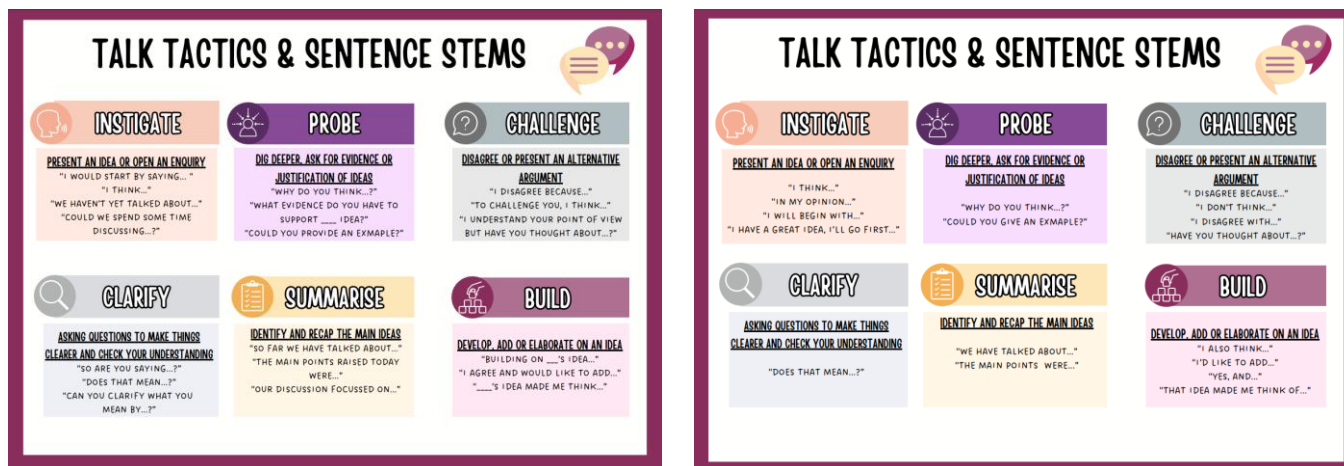 TALK TACTICS & SENTENCE STEMS
INSTIGATE
PRESENT AN IDEA OR OPEN AN ENQUIRY
"I WOULD START BY SAYING... "
"I THINK..."
"WE HAVEN'T YET TALKED ABOUT..."
"COULD WE SPEND SOME TIME
DISCUSSING...?"
PROBE
DIG DEEPER, ASK FOR EVIDENCE OR
JUSTIFICATION OF IDEAS
"WHY DO YOU THINK...?"
"WHAT EVIDENCE DO YOU HAVE TO
SUPPORT ____ IDEA?"
"COULD YOU PROVIDE AN EXMAPLE?"
CHALLENGE
DISAGREE OR PRESENT AN ALTERNATIVE
ARGUMENT
"I DISAGREE BECAUSE..."
"TO CHALLENGE YOU, I THINK..."
"I UNDERSTAND YOUR POINT OF VIEW
BUT HAVE YOU THOUGHT ABOUT...?"
CLARIFY
ASKING QUESTIONS TO MAKE THINGS
CLEARER AND CHECK YOUR UNDERSTANDING
"SO ARE YOU SAYING...?"
"DOES THAT MEAN...?"
"CAN YOU CLARIFY WHAT YOU
MEAN BY...?"
SUMMARISE
IDENTIFY AND RECAP THE MAIN IDEAS
"SO FAR WE HAVE TALKED ABOUT..."
"THE MAIN POINTS RAISED TODAY
WERE..."
"OUR DISCUSSION FOCUSSED ON..."
BUILD
DEVELOP, ADD OR ELABORATE ON AN IDEA
"BUILDING ON ___'S IDEA..."
"I AGREE AND WOULD LIKE TO ADD..."
"____'S IDEA MADE ME THINK..."
TALK TACTICS & SENTENCE STEMS
INSTIGATE
PRESENT AN IDEA OR OPEN AN ENQUIRY
"I THINK..."
"IN MY OPINION..."
"I WILL BEGIN WITH..."
"I HAVE A GREAT IDEA, I'LL GO FIRST..."
PROBE
DIG DEEPER, ASK FOR EVIDENCE OR
JUSTIFICATION OF IDEAS
"WHY DO YOU THINK...?"
"COULD YOU GIVE AN EXMAPLE?"
CHALLENGE
DISAGREE OR PRESENT AN ALTERNATIVE
ARGUMENT
"I DISAGREE BECAUSE..."
"I DON'T THINK..."
"I DISAGREE WITH..."
"HAVE YOU THOUGHT ABOUT...?"
CLARIFY
ASKING QUESTIONS TO MAKE THINGS
CLEARER AND CHECK YOUR UNDERSTANDING
"DOES THAT MEAN...?"
SUMMARISE
IDENTIFY AND RECAP THE MAIN IDEAS
"WE HAVE TALKED ABOUT..."
"THE MAIN POINTS WERE..."
BUILD
DEVELOP, ADD OR ELABORATE ON AN IDEA
"I ALSO THINK..."
"I'D LIKE TO ADD..."
"YES, AND..."
"THAT IDEA MADE ME THINK OF..."